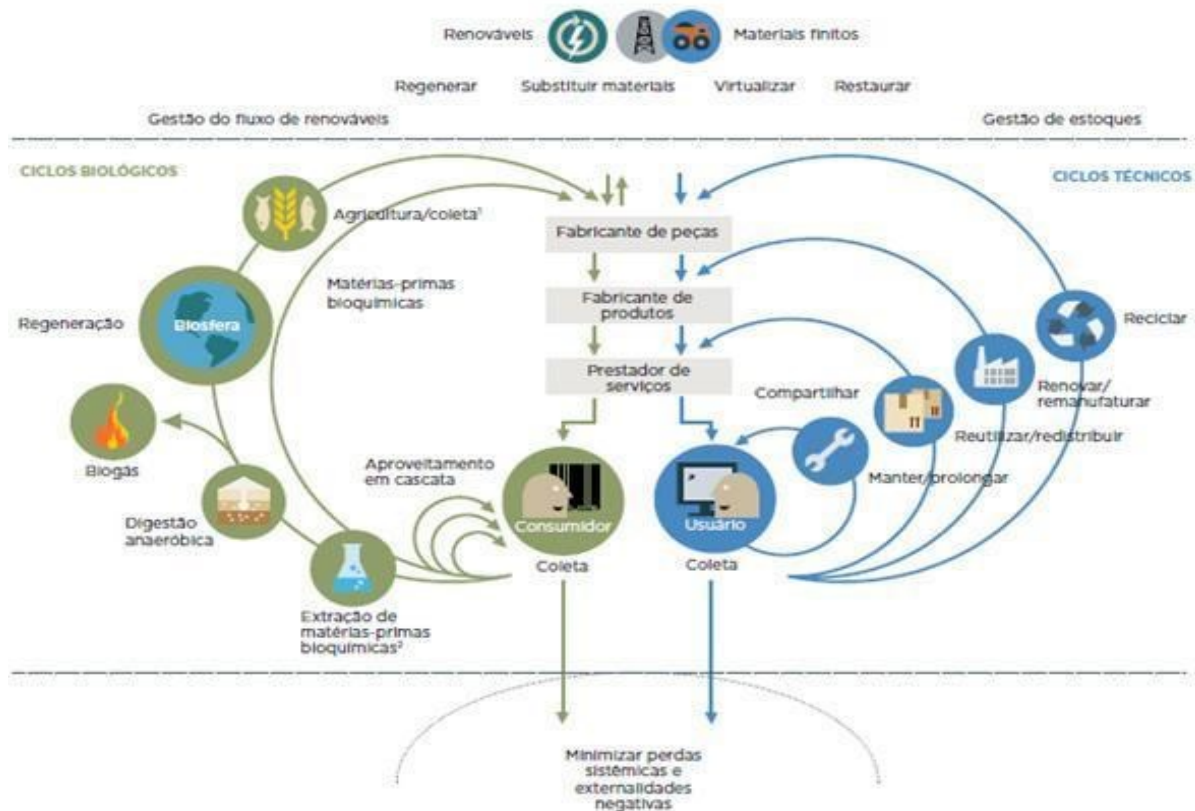 Renováveis
Materiais finitos
Regenerar
Substituir materiais
Virtualizar
Restaurar
Gestão do fluxo de renováveis
Gestão de estoques
CICLOS BIOLÓGICOS
CICLOS TÉCNICOS
Agricultura/coleta¹
Matérias-primas
bioquímicas
Regeneração
Biosfera
Biogás
Digestão
anaeróbica
Extração de
matérias-primas
bioquímicas²
Aproveitamento
em cascata
Fabricante de peças
Fabricante de
produtos
Prestador de
serviços
Consumidor
Coleta
Usuário
Coleta
Compartilhar
Manter/prolongar
Reutilizar/redistribuir
Renovar/
remanufaturar
Reciclar
Minimizar perdas
sistêmicas e
externalidades
negativas